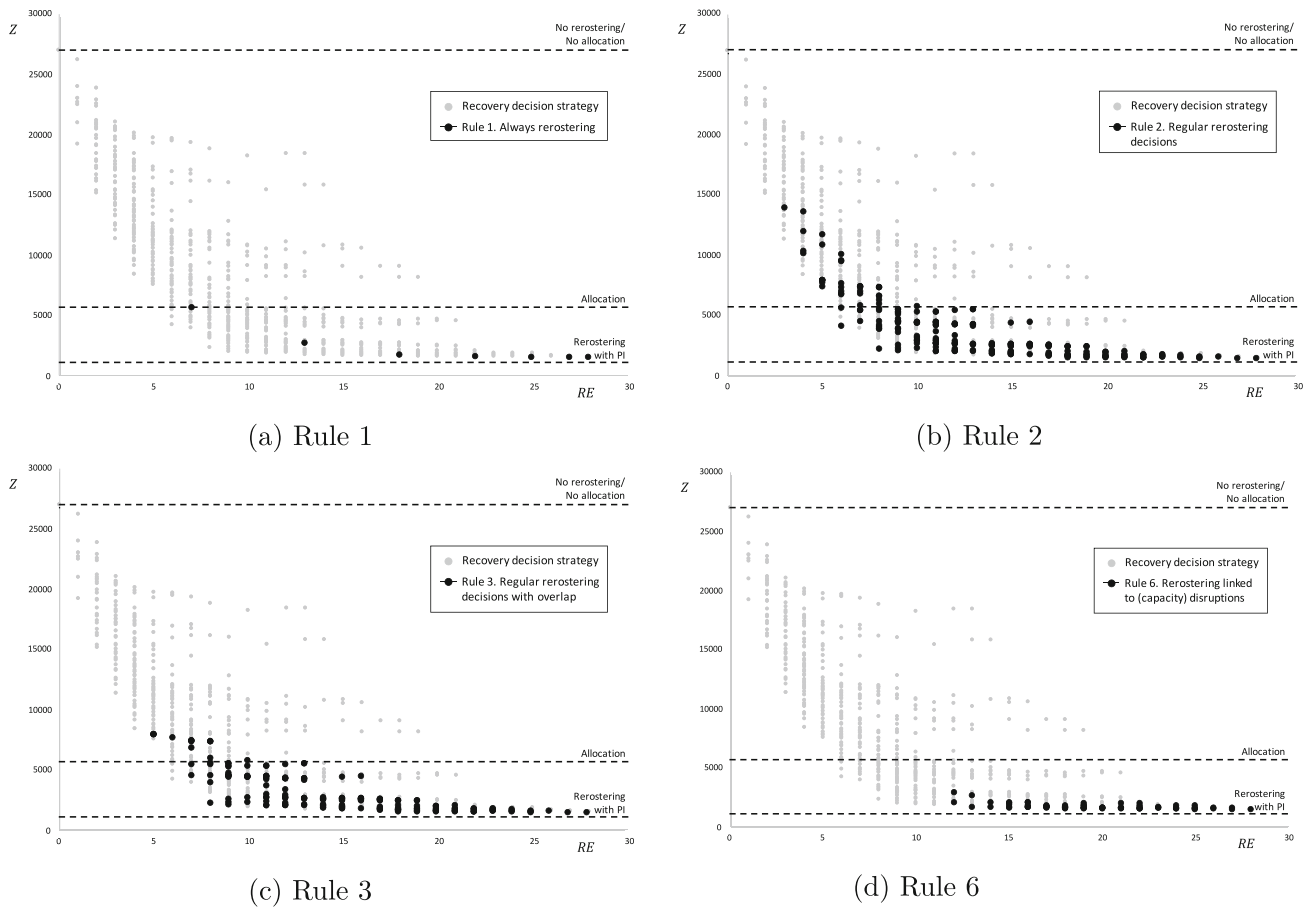 30000
Z
No rerostering/
No allocation
25000
Recovery decision strategy
Rule 1. Always rerostering
20000
15000
10000
Allocation
5000
Rerostering
with PI
0
0 5 10 15 20 25 30
RE
(a) Rule 1
30000
Z
No rerostering/
No allocation
25000
Recovery decision strategy
Rule 2. Regular rerostering
decisions
20000
15000
10000
Allocation
5000
Rerostering
with PI
0
0 5 10 15 20 25 30
RE
(b) Rule 2
30000
Z
No rerostering/
No allocation
25000
Recovery decision strategy
Rule 3. Regular rerostering
decisions with overlap
20000
15000
10000
Allocation
5000
Rerostering
with PI
0
0 5 10 15 20 25 30
RE
(c) Rule 3
30000
Z
No rerostering/
No allocation
25000
Recovery decision strategy
Rule 6. Rerostering linked
to (capacity) disruptions
20000
15000
10000
Allocation
5000
Rerostering
with PI
0
0 5 10 15 20 25 30
RE
(d) Rule 6